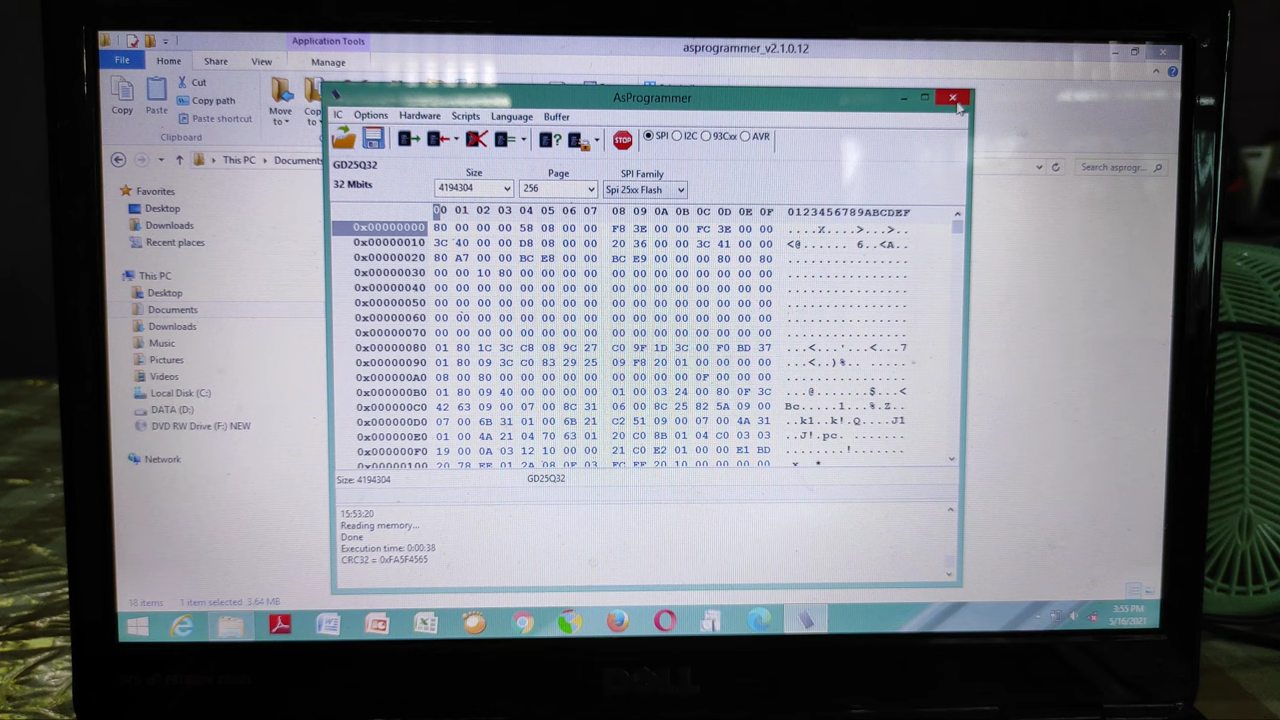 Application Tools
asprogrammer_v2.1.0.12
File Home Share View Manage
Copy
Paste
Cut
Copy path
Paste shortcut
Move to
Clipboard
This PC Documents
Search asprogr...
Favorites
Desktop
Downloads
Recent places
This PC
Desktop
Documents
Downloads
Music
Pictures
Videos
Local Disk (C:)
DATA (D:)
DVD RW Drive (F:) NEW
Network
18 items 1 item selected 3.64 MB
AsProgrammer
IC Options Hardware Scripts Language Buffer
STOP SPI I2C 93Cxx AVR
GD25Q32
32 Mbits
Size Page SPI Family
4194304 256 Spi 25xx Flash
00 01 02 03 04 05 06 07 08 09 0A 0B 0C 0D 0E 0F 0123456789ABCDEF
0x00000000 80 00 00 00 58 08 00 00 F8 3E 00 00 FC 3E 00 00
0x00000010 3C 40 00 00 D8 08 00 00 20 36 00 00 3C 41 00 00 <@......6..<A..
0x00000020 80 A7 00 00 BC E8 00 00 BC E9 00 00 00 80 00 80 ................
0x00000030 00 00 10 80 00 00 00 00 00 00 00 00 00 00 00 00 ................
0x00000040 00 00 00 00 00 00 00 00 00 00 00 00 00 00 00 00 ................
0x00000050 00 00 00 00 00 00 00 00 00 00 00 00 00 00 00 00 ................
0x00000060 00 00 00 00 00 00 00 00 00 00 00 00 00 00 00 00 ................
0x00000070 00 00 00 00 00 00 00 00 00 00 00 00 00 00 00 00 ................
0x00000080 01 80 1C 3C C8 08 9C 27 C0 9F 1D 3C 00 F0 BD 37 ...<...'...<...7
0x00000090 01 80 09 3C C0 83 29 25 09 F8 20 01 00 00 00 00 ...<..)%.. .....
0x000000A0 08 00 80 00 00 00 00 00 00 00 00 00 0F 00 00 00 ................
0x000000B0 01 80 09 40 00 00 00 00 01 00 03 24 00 80 0F 3C ...@.......$...<
0x000000C0 42 63 09 00 07 00 8C 31 06 00 8C 25 82 5A 09 00 Bc.....1...%.Z..
0x000000D0 07 00 6B 31 01 00 6B 21 C2 51 09 00 07 00 4A 31 ..k1..k!.Q....J1
0x000000E0 01 00 4A 21 04 70 63 01 20 C0 8B 01 04 C0 03 03 ..J!.pc. .......
0x000000F0 19 00 0A 03 12 10 00 00 21 C0 E2 01 00 00 E1 BD ........!.......
0x00000100
Size: 4194304 GD25Q32
15:53:20
Reading memory...
Done
Execution time: 0:00:38
CRC32 = 0xFA5F4565
3:55 PM
5/16/2021
DELL